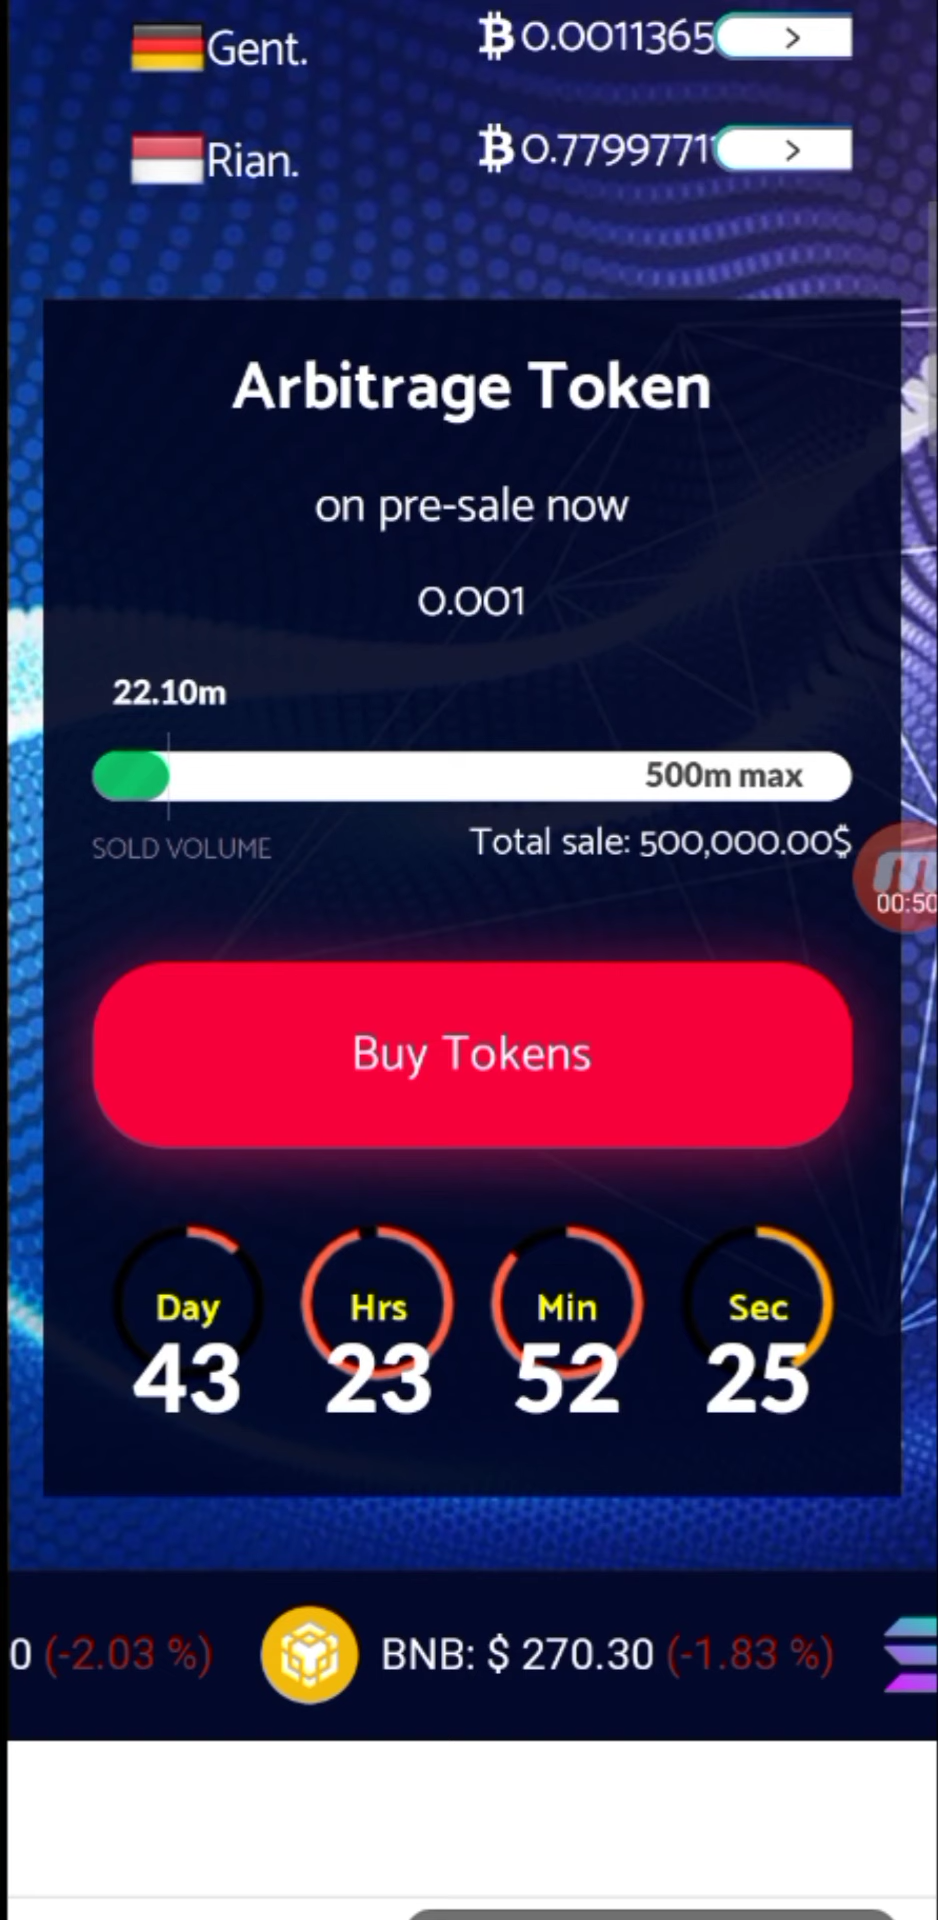 Gent. ₿0.0011365 >
Rian. ₿0.7799771 >
Arbitrage Token
on pre-sale now
0.001
22.10m
500m max
SOLD VOLUME Total sale: 500,000.00$
00:50
Buy Tokens
Day Hrs Min Sec
43 23 52 25
0 (-2.03 %) BNB: $ 270.30 (-1.83 %)